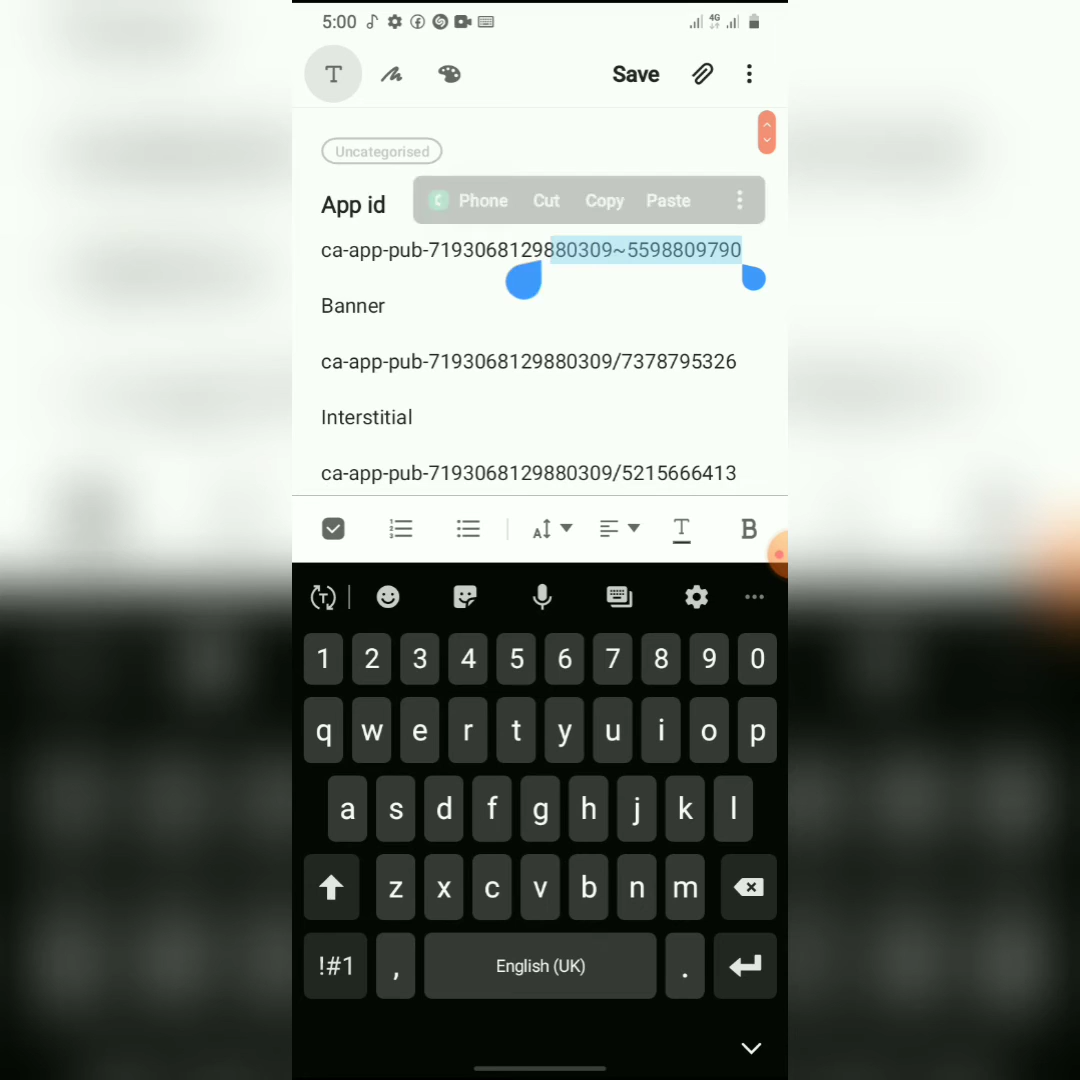 5:00 4G
T Save
Uncategorised
Phone Cut Copy Paste
App id
ca-app-pub-7193068129880309~5598809790
Banner
ca-app-pub-7193068129880309/7378795326
Interstitial
ca-app-pub-7193068129880309/5215666413
A T B
T
1 2 3 4 5 6 7 8 9 0
q w e r t y u i o p
a s d f g h j k l
z x c v b n m
!#1 , English (UK) .